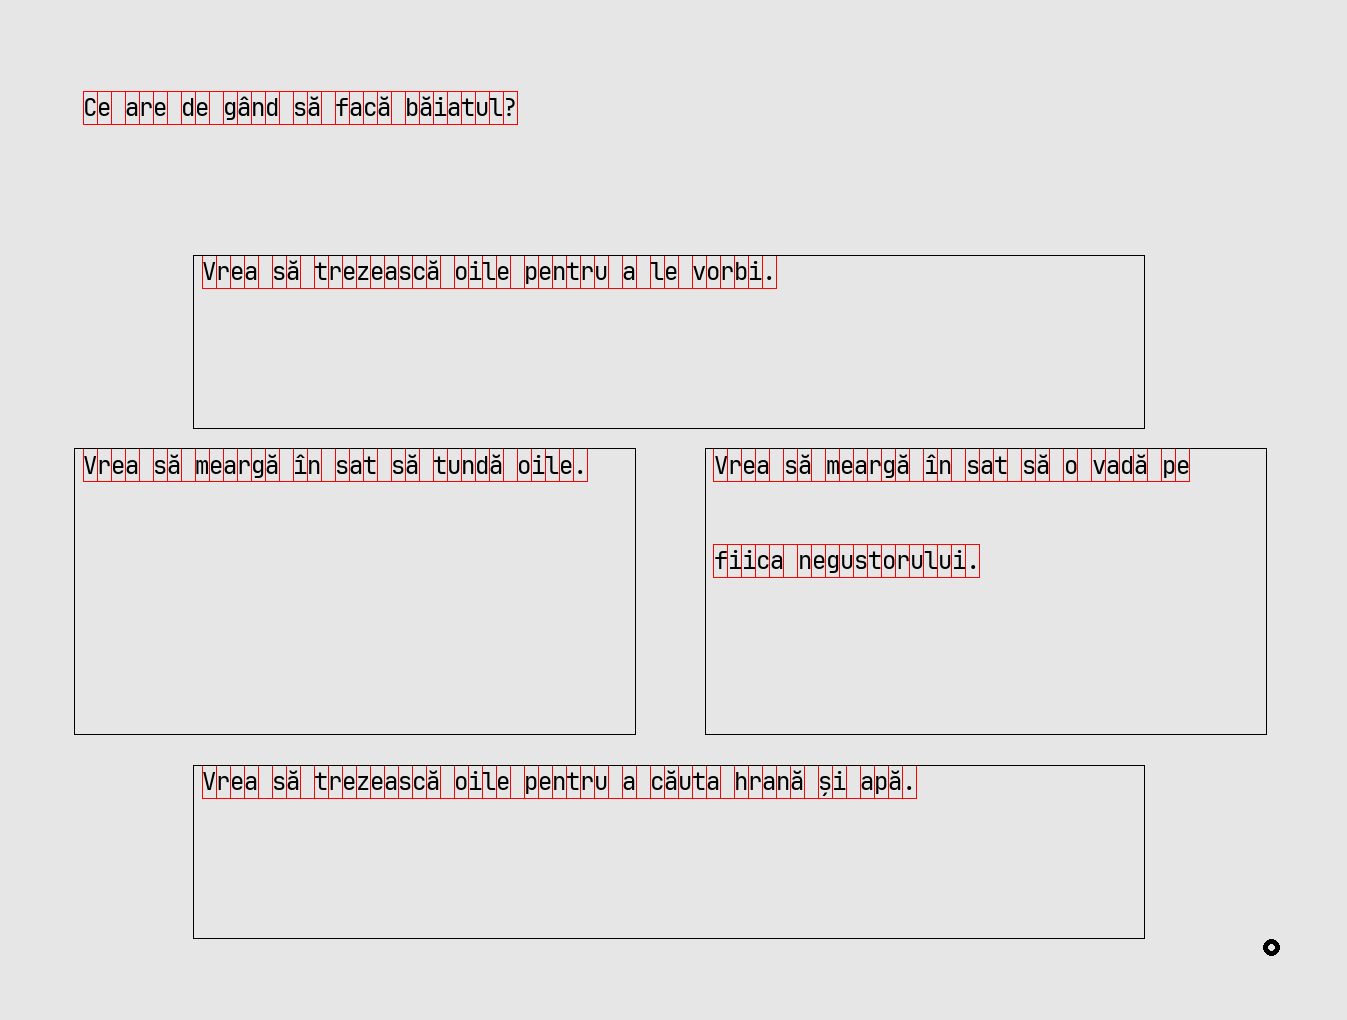 Ce are de gând să facă băiatul?
Vrea să trezească oile pentru a le vorbi.
Vrea să meargă în sat să tundă oile.
Vrea să meargă în sat să o vadă pe
fiica negustorului.
Vrea să trezească oile pentru a căuta hrană și apă.